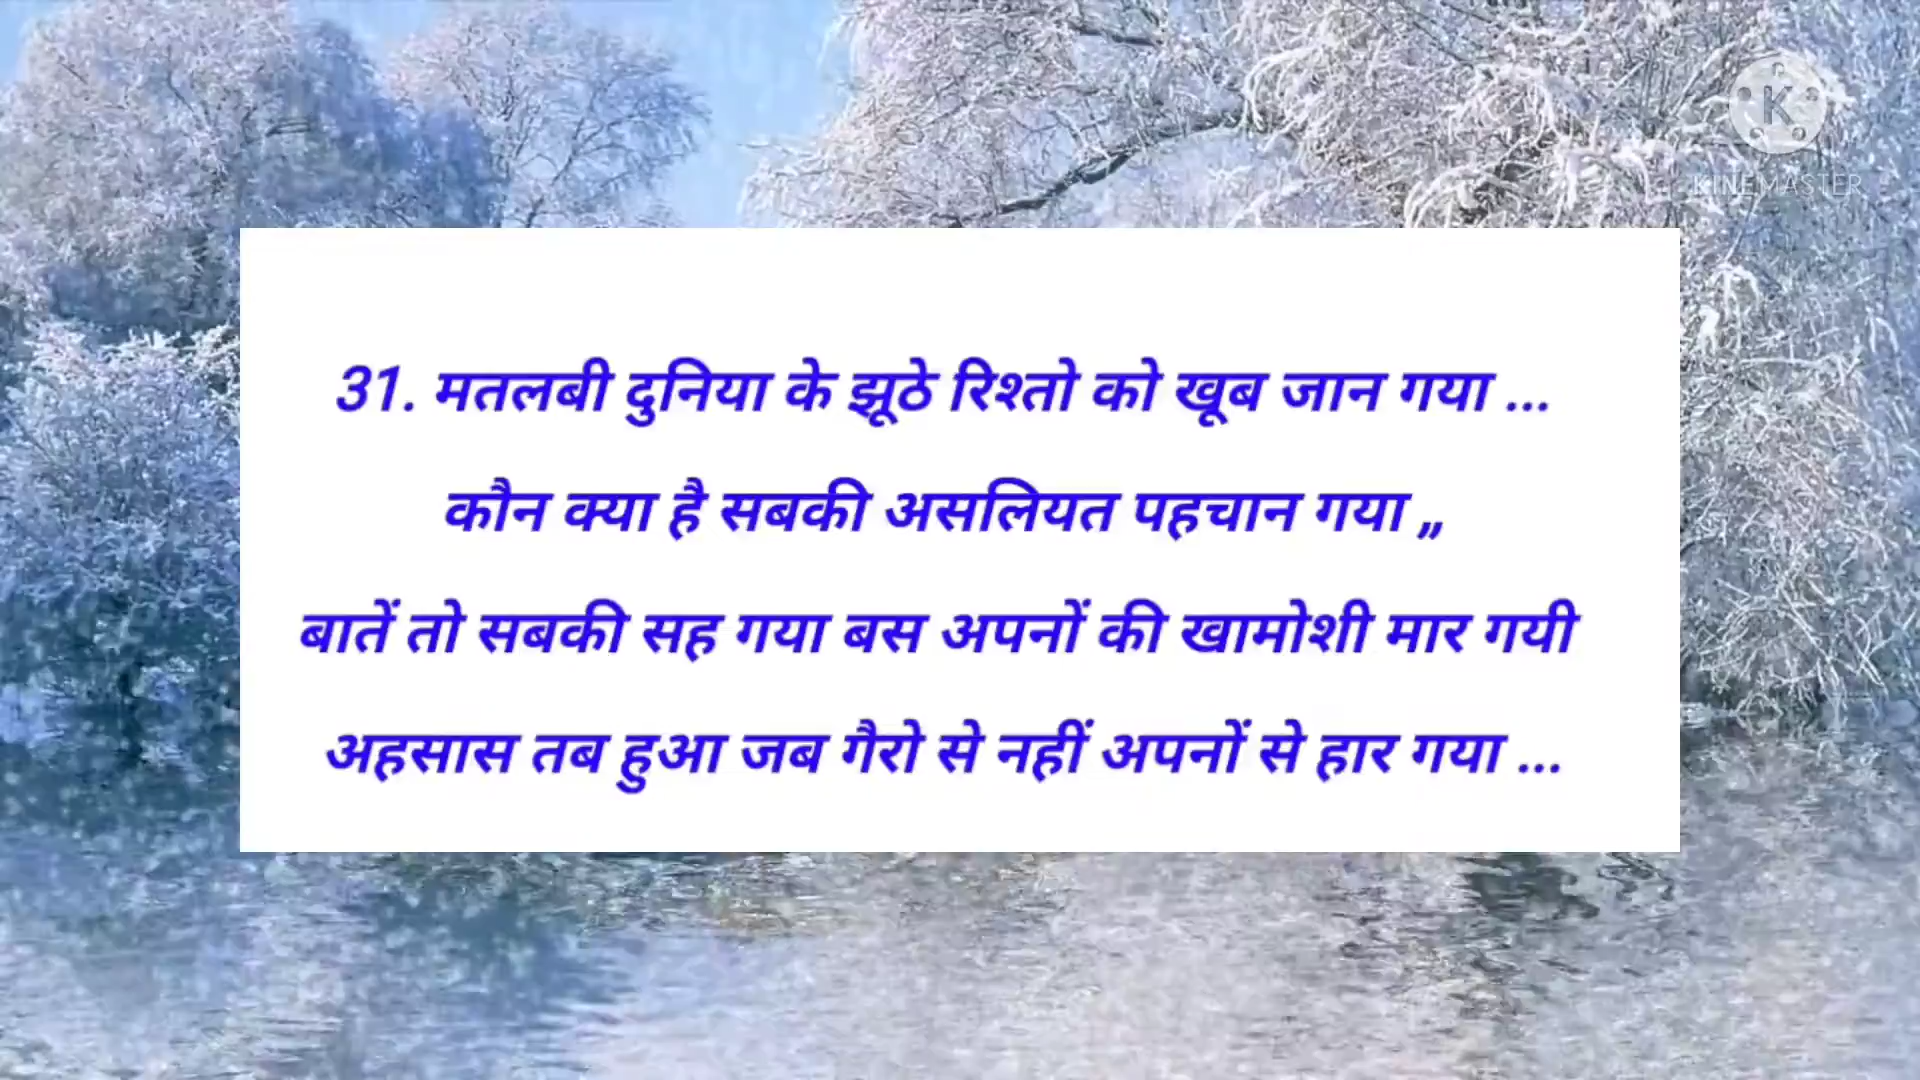 K
KINEMASTER
31. मतलबी दुनिया के झूठे रिश्तो को खूब जान गया ...
कौन क्या है सबकी असलियत पहचान गया „
बातें तो सबकी सह गया बस अपनों की खामोशी मार गयी
अहसास तब हुआ जब गैरो से नहीं अपनों से हार गया ...